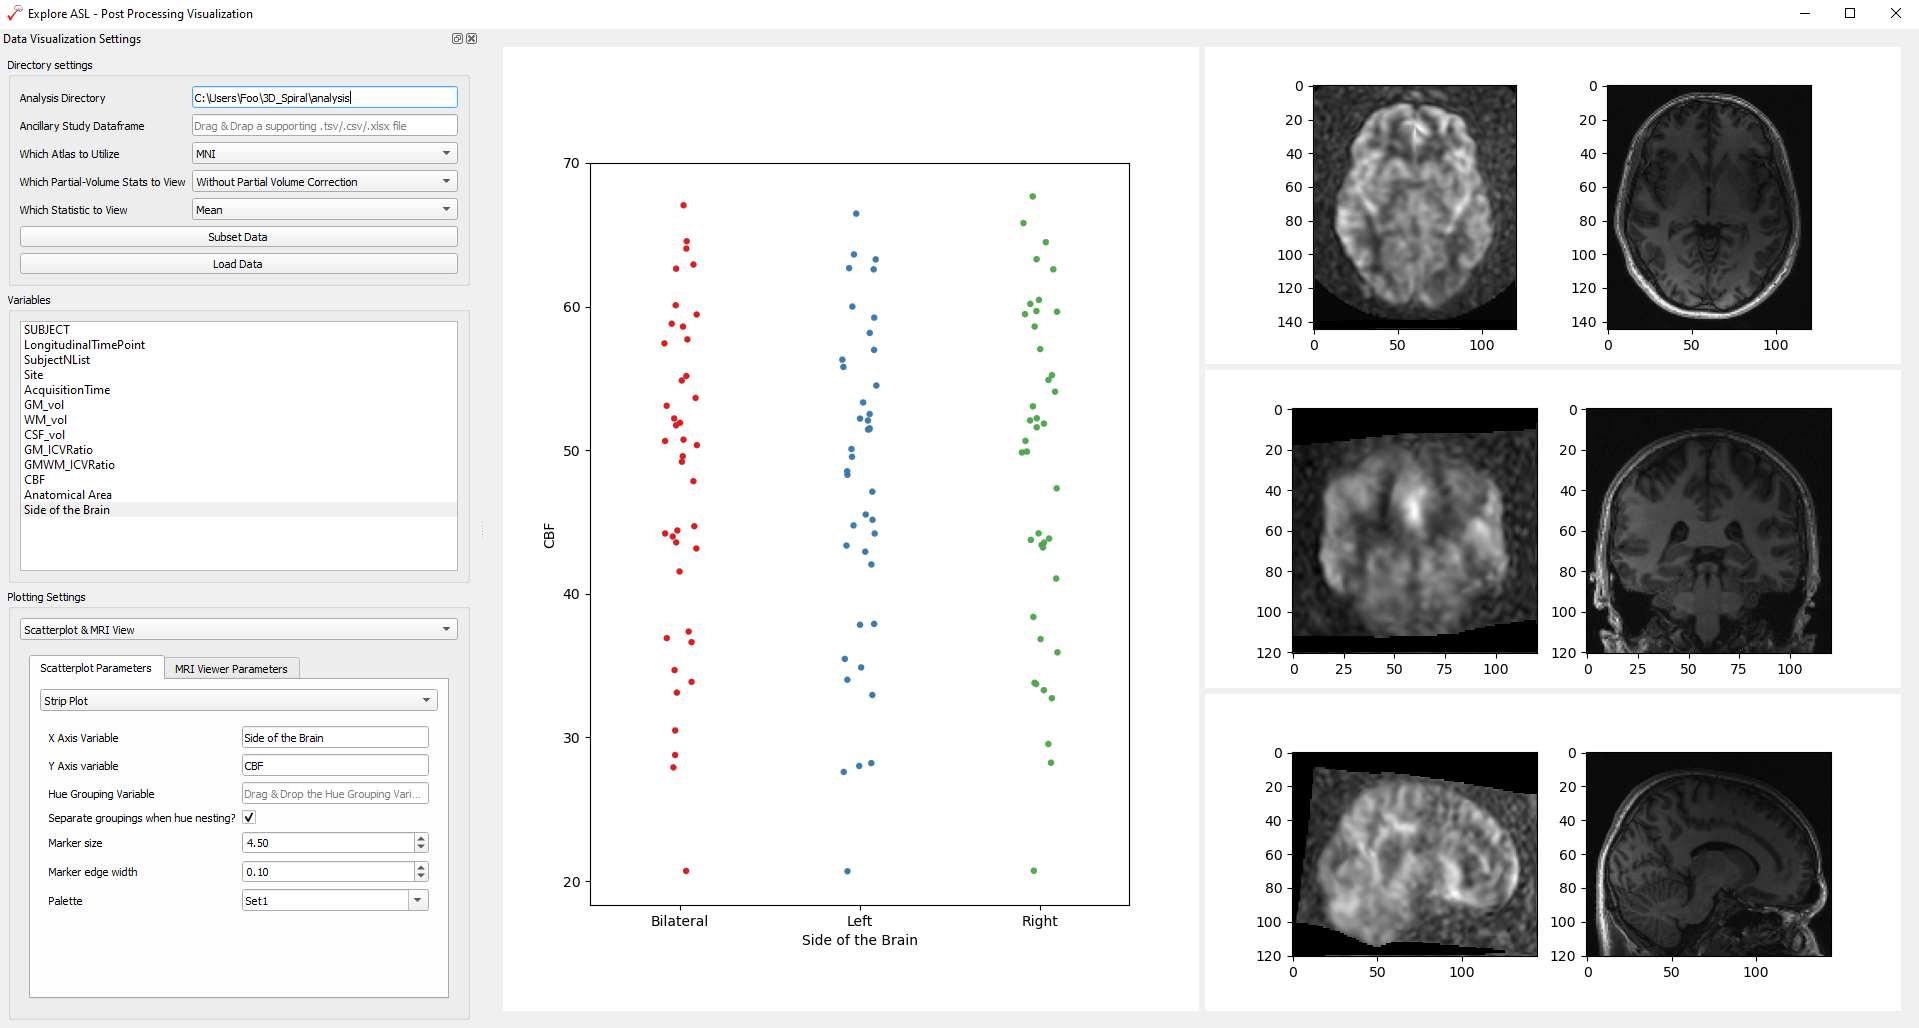 Explore ASL - Post Processing Visualization
Data Visualization Settings
Directory settings
Analysis Directory
C:\Users\Foo\3D_Spiral\analysis
Ancillary Study Dataframe
Drag & Drap a supporting .tsv/.csv/.xlsx file
Which Atlas to Utilize
MNI
Which Partial-Volume Stats to View
Without Partial Volume Correction
Which Statistic to View
Mean
Subset Data
Load Data
Variables
SUBJECT
LongitudinalTimePoint
SubjectNList
Site
AcquisitionTime
GM_vol
WM_vol
CSF_vol
GM_ICVRatio
GMWM_ICVRatio
CBF
Anatomical Area
Side of the Brain
Plotting Settings
Scatterplot & MRI View
Scatterplot Parameters
MRI Viewer Parameters
Strip Plot
X Axis Variable
Side of the Brain
Y Axis variable
CBF
Hue Grouping Variable
Drag & Drop the Hue Grouping Vari...
Separate groupings when hue nesting?
Marker size
4.50
Marker edge width
0.10
Palette
Set1
70
60
50
40
30
20
CBF
Bilateral Left Right
Side of the Brain
0
20
40
60
80
100
120
140
0 50 100
0
20
40
60
80
100
120
140
0 50 100
0
20
40
60
80
100
120
0 25 50 75 100
0
20
40
60
80
100
120
0 25 50 75 100
0
20
40
60
80
100
120
0 50 100
0
20
40
60
80
100
120
0 50 100